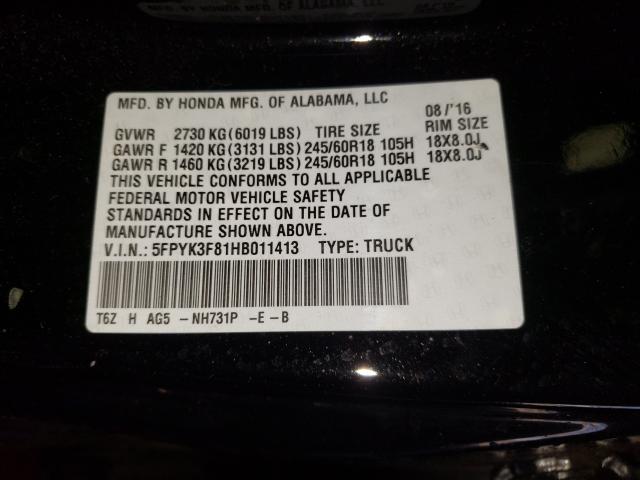 MFD. BY HONDA MFG. OF ALABAMA, LLC 08/'16
GVWR 2730 KG(6019 LBS) TIRE SIZE RIM SIZE
GAWR F 1420 KG(3131 LBS)245/60R18 105H 18X8.0J
GAWR R 1460 KG(3219 LBS)245/60R18 105H 18X8.0J
THIS VEHICLE CONFORMS TO ALL APPLICABLE
FEDERAL MOTOR VEHICLE SAFETY
STANDARDS IN EFFECT ON THE DATE OF
MANUFACTURE SHOWN ABOVE.
V.I.N.: 5FPYK3F81HB011413 TYPE: TRUCK
T6Z H AG5 - NH731P -E - B